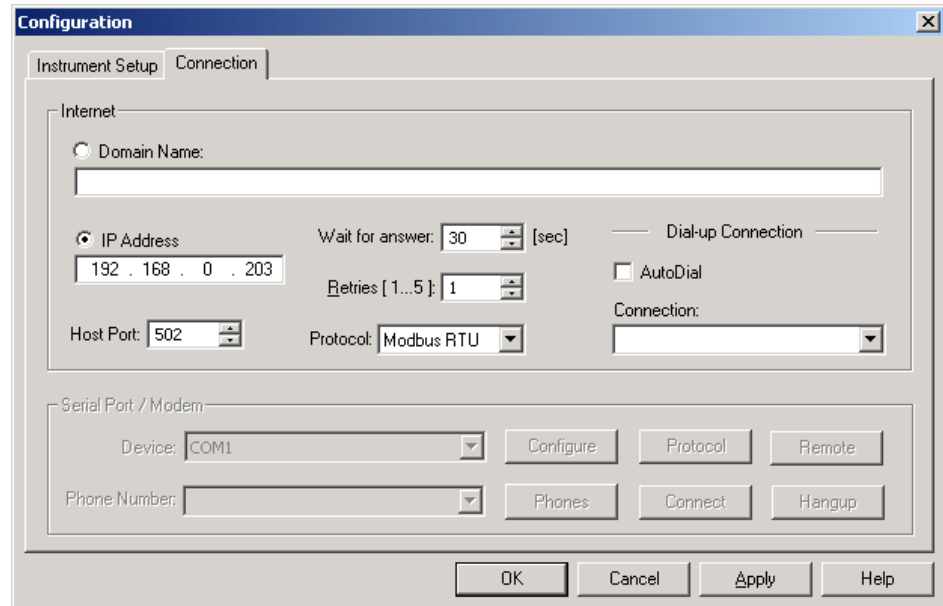 Configuration
Instrument Setup Connection
Internet
Domain Name:
IP Address Wait for answer: 30 [sec] Dial-up Connection
192 . 168 . 0 . 203 Retries [ 1...5 ]: 1 AutoDial
Connection:
Host Port: 502 Protocol: Modbus RTU
Serial Port / Modem
Device: COM1 Configure Protocol Remote
Phone Number: Phones Connect Hangup
OK Cancel Apply Help